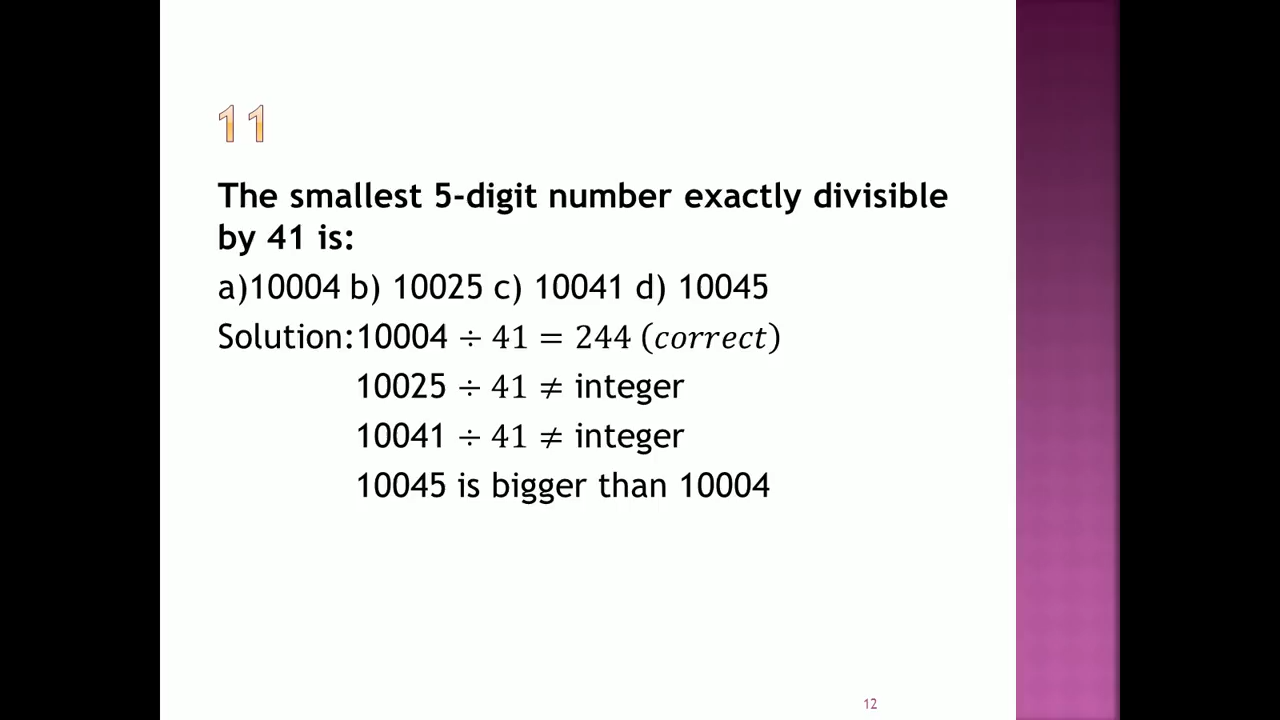 11
The smallest 5-digit number exactly divisible
by 41 is:
a)10004 b) 10025 c) 10041 d) 10045
Solution:10004 ÷ 41 = 244 (correct)
10025 ÷ 41 ≠ integer
10041 ÷ 41 ≠ integer
10045 is bigger than 10004
12